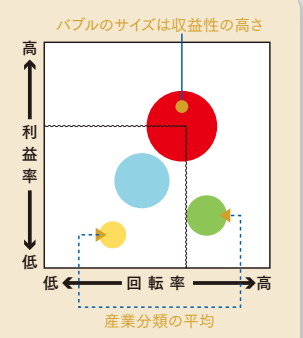 バブルのサイズは収益性の高さ
高
利益率
低
低
回転率
高
産業分類の平均